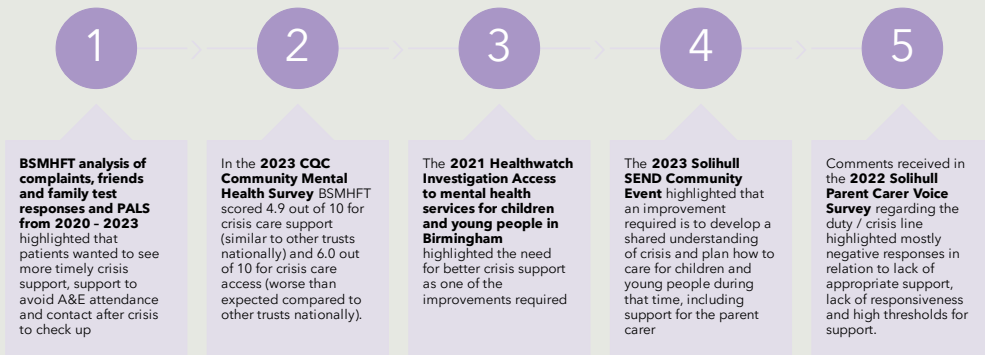 1
2
3
4
5
BSMHFT analysis of
complaints, friends
and family test
responses and PALS
from 2020 – 2023
highlighted that
patients wanted to see
more timely crisis
support, support to
avoid A&E attendance
and contact after crisis
to check up
In the 2023 CQC
Community Mental
Health Survey BSMHFT
scored 4.9 out of 10 for
crisis care support
(similar to other trusts
nationally) and 6.0 out
of 10 for crisis care
access (worse than
expected compared to
other trusts nationally).
The 2021 Healthwatch
Investigation Access
to mental health
services for children
and young people in
Birmingham
highlighted the need
for better crisis support
as one of the
improvements required
The 2023 Solihull
SEND Community
Event highlighted that
an improvement
required is to develop a
shared understanding
of crisis and plan how to
care for children and
young people during
that time, including
support for the parent
carer
Comments received in
the 2022 Solihull
Parent Carer Voice
Survey regarding the
duty / crisis line
highlighted mostly
negative responses in
relation to lack of
appropriate support,
lack of responsiveness
and high thresholds for
support.